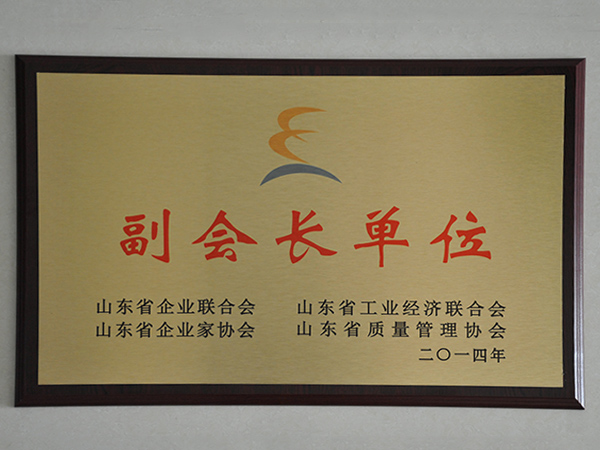 副会长单位
山东省企业联合会 山东省工业经济联合会
山东省企业家协会 山东省质量管理协会
二〇一四年